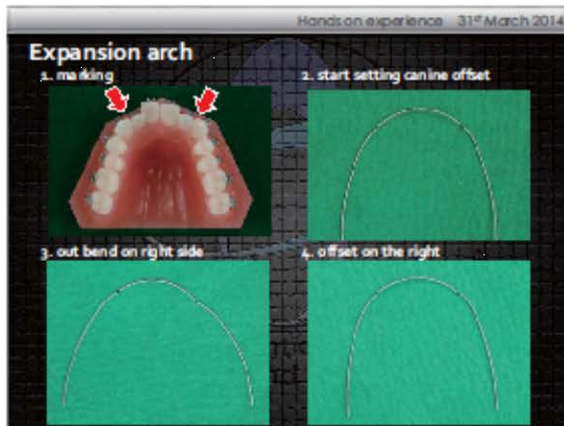 Hands on experience 31st March 2014
Expansion arch
1. marking
2. start setting canine offset
3. out bend on right side
4. offset on the right